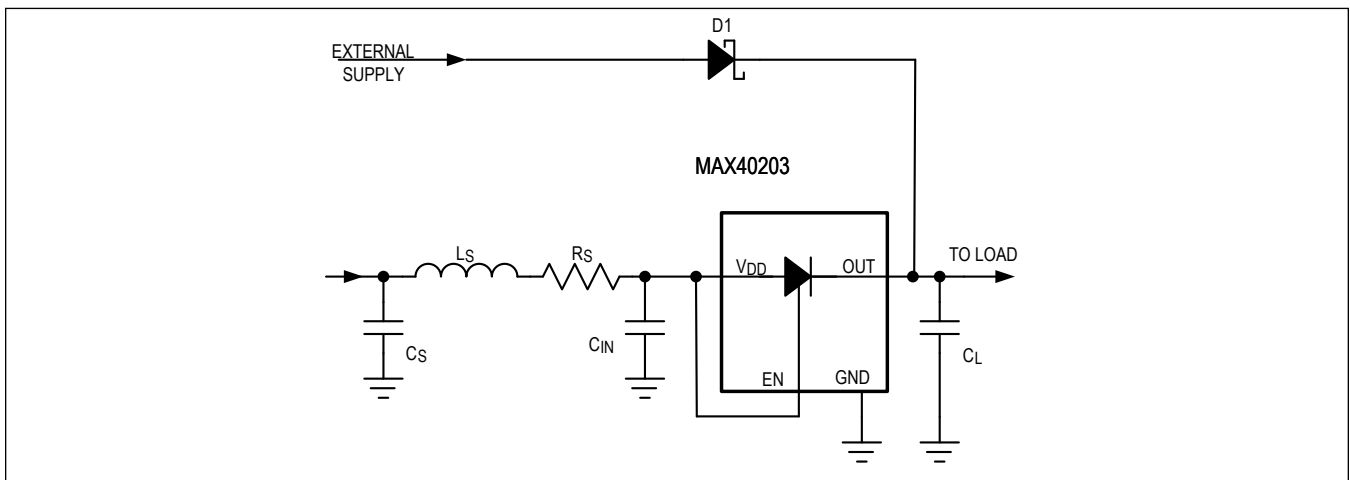 D1
EXTERNAL
SUPPLY
MAX40203
LS
RS
VDD
OUT
TO LOAD
CS
CIN
CL
EN
GND